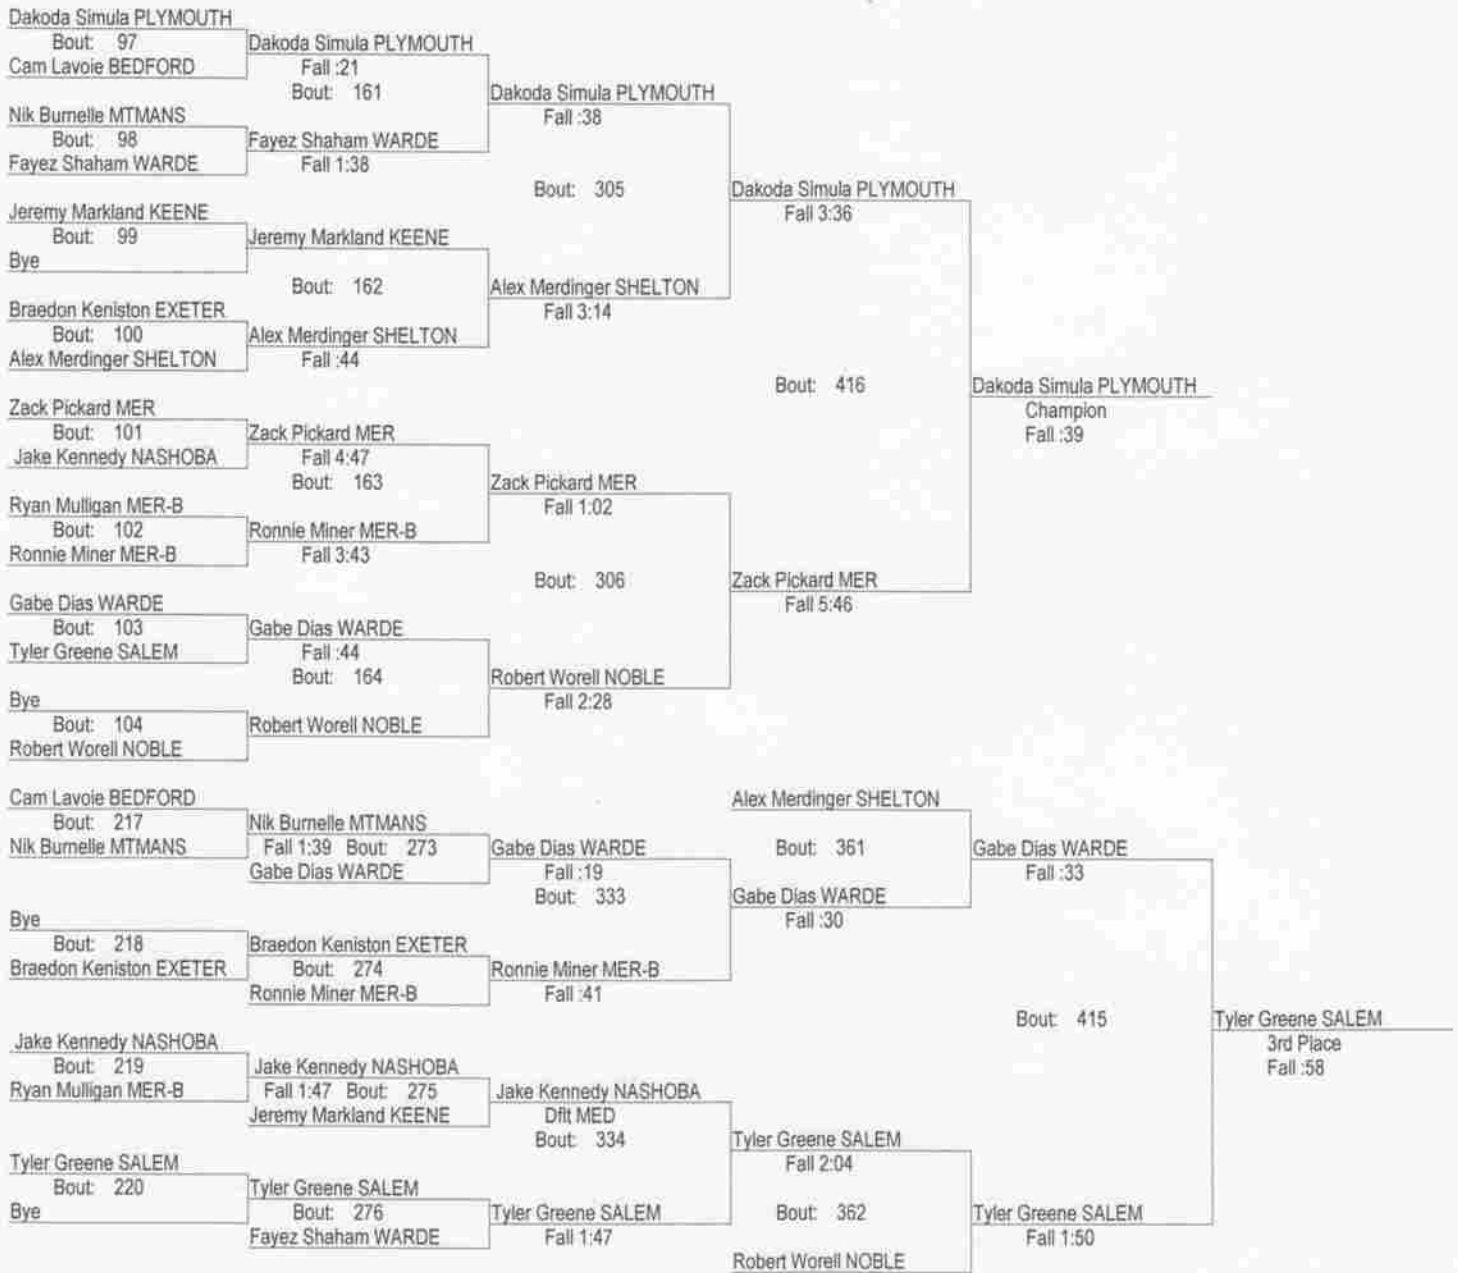 Dakoda Simula PLYMOUTH
Bout: 97
Cam Lavoie BEDFORD
Nik Burnelle MTMANS
Bout: 98
Fayez Shaham WARDE
Jeremy Markland KEENE
Bout: 99
Bye
Braedon Keniston EXETER
Bout: 100
Alex Merdinger SHELTON
Zack Pickard MER
Bout: 101
Jake Kennedy NASHOBA
Ryan Mulligan MER-B
Bout: 102
Ronnie Miner MER-B
Gabe Dias WARDE
Bout: 103
Tyler Greene SALEM
Bye
Bout: 104
Robert Worell NOBLE
Dakoda Simula PLYMOUTH
Fall :21
Bout: 161
Fayez Shaham WARDE
Fall 1:38
Jeremy Markland KEENE
Bout: 162
Alex Merdinger SHELTON
Fall :44
Zack Pickard MER
Fall 4:47
Bout: 163
Ronnie Miner MER-B
Fall 3:43
Gabe Dias WARDE
Fall :44
Bout: 164
Robert Worell NOBLE
Dakoda Simula PLYMOUTH
Fall :38
Bout: 305
Alex Merdinger SHELTON
Fall 3:14
Zack Pickard MER
Fall 1:02
Bout: 306
Robert Worell NOBLE
Fall 2:28
Dakoda Simula PLYMOUTH
Fall 3:36
Bout: 416
Zack Pickard MER
Fall 5:46
Dakoda Simula PLYMOUTH
Champion
Fall :39
Cam Lavoie BEDFORD
Bout: 217
Nik Burnelle MTMANS
Bye
Bout: 218
Braedon Keniston EXETER
Jake Kennedy NASHOBA
Bout: 219
Ryan Mulligan MER-B
Tyler Greene SALEM
Bout: 220
Bye
Nik Burnelle MTMANS
Fall 1:39 Bout: 273
Gabe Dias WARDE
Braedon Keniston EXETER
Bout: 274
Ronnie Miner MER-B
Jake Kennedy NASHOBA
Fall 1:47 Bout: 275
Jeremy Markland KEENE
Tyler Greene SALEM
Bout: 276
Fayez Shaham WARDE
Gabe Dias WARDE
Fall :19
Bout: 333
Ronnie Miner MER-B
Fall :41
Jake Kennedy NASHOBA
Dflt MED
Bout: 334
Tyler Greene SALEM
Fall 1:47
Alex Merdinger SHELTON
Bout: 361
Gabe Dias WARDE
Fall :30
Tyler Greene SALEM
Fall 2:04
Bout: 362
Robert Worell NOBLE
Gabe Dias WARDE
Fall :33
Bout: 415
Tyler Greene SALEM
Fall 1:50
Tyler Greene SALEM
3rd Place
Fall :58